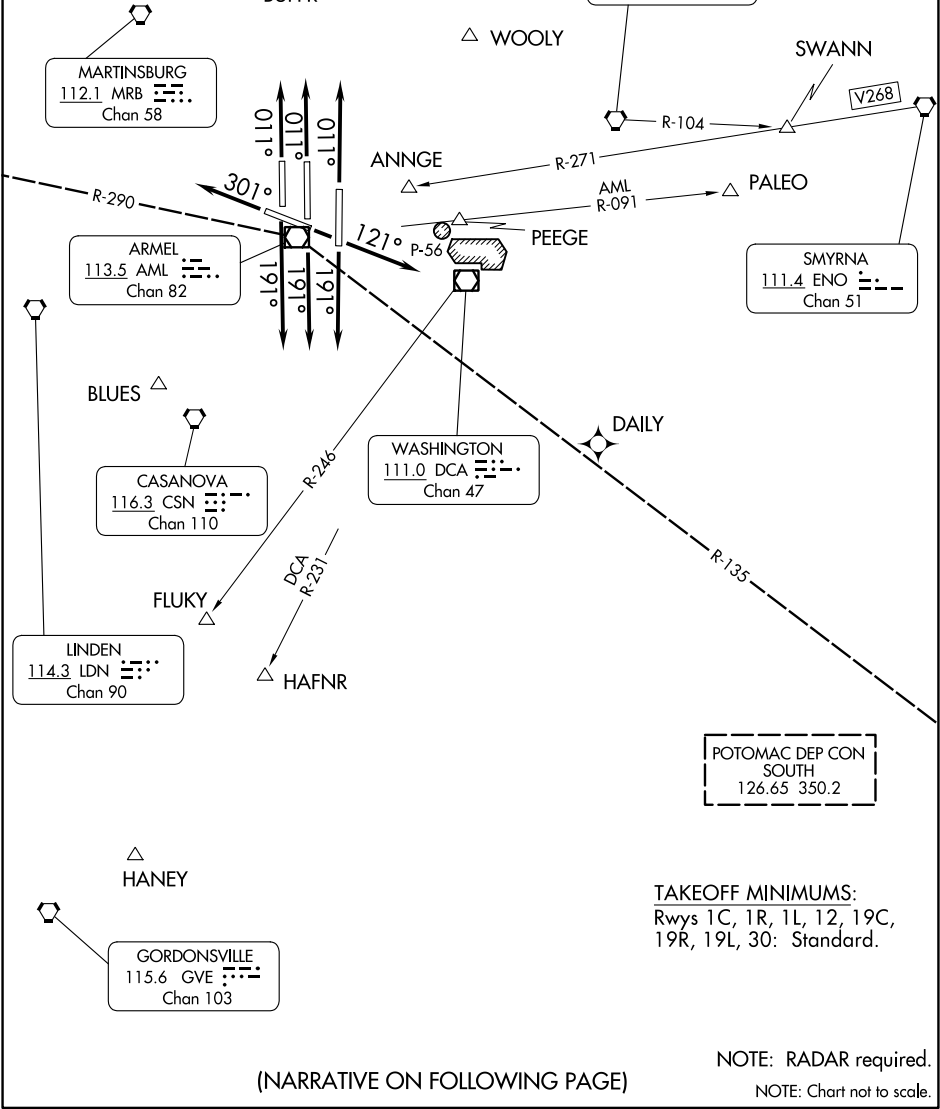 WOOLY
SWANN
MARTINSBURG
112.1 MRB
Chan 58
V268
R-104
011°
011°
011°
ANNGE
R-271
301°
AML
R-091
PALEO
R-290
121°
P-56
PEEGE
ARMEL
113.5 AML
Chan 82
SMYRNA
111.4 ENO
Chan 51
191°
191°
191°
BLUES
DAILY
WASHINGTON
111.0 DCA
Chan 47
R-246
CASANOVA
116.3 CSN
Chan 110
DCA
R-231
R-135
FLUKY
LINDEN
114.3 LDN
Chan 90
HAFNR
POTOMAC DEP CON
SOUTH
126.65 350.2
HANEY
TAKEOFF MINIMUMS:
Rwys 1C, 1R, 1L, 12, 19C,
19R, 19L, 30: Standard.
GORDONSVILLE
115.6 GVE
Chan 103
NOTE: RADAR required.
(NARRATIVE ON FOLLOWING PAGE)
NOTE: Chart not to scale.